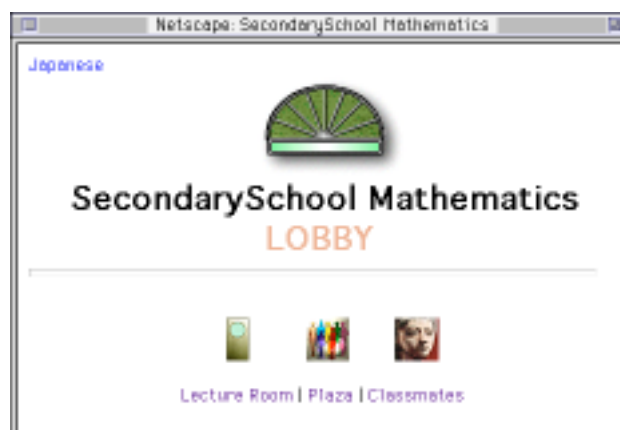 Netscape: SecondarySchool Mathematics
Japanese
SecondarySchool Mathematics
LOBBY
Lecture Room | Plaza | Classmates